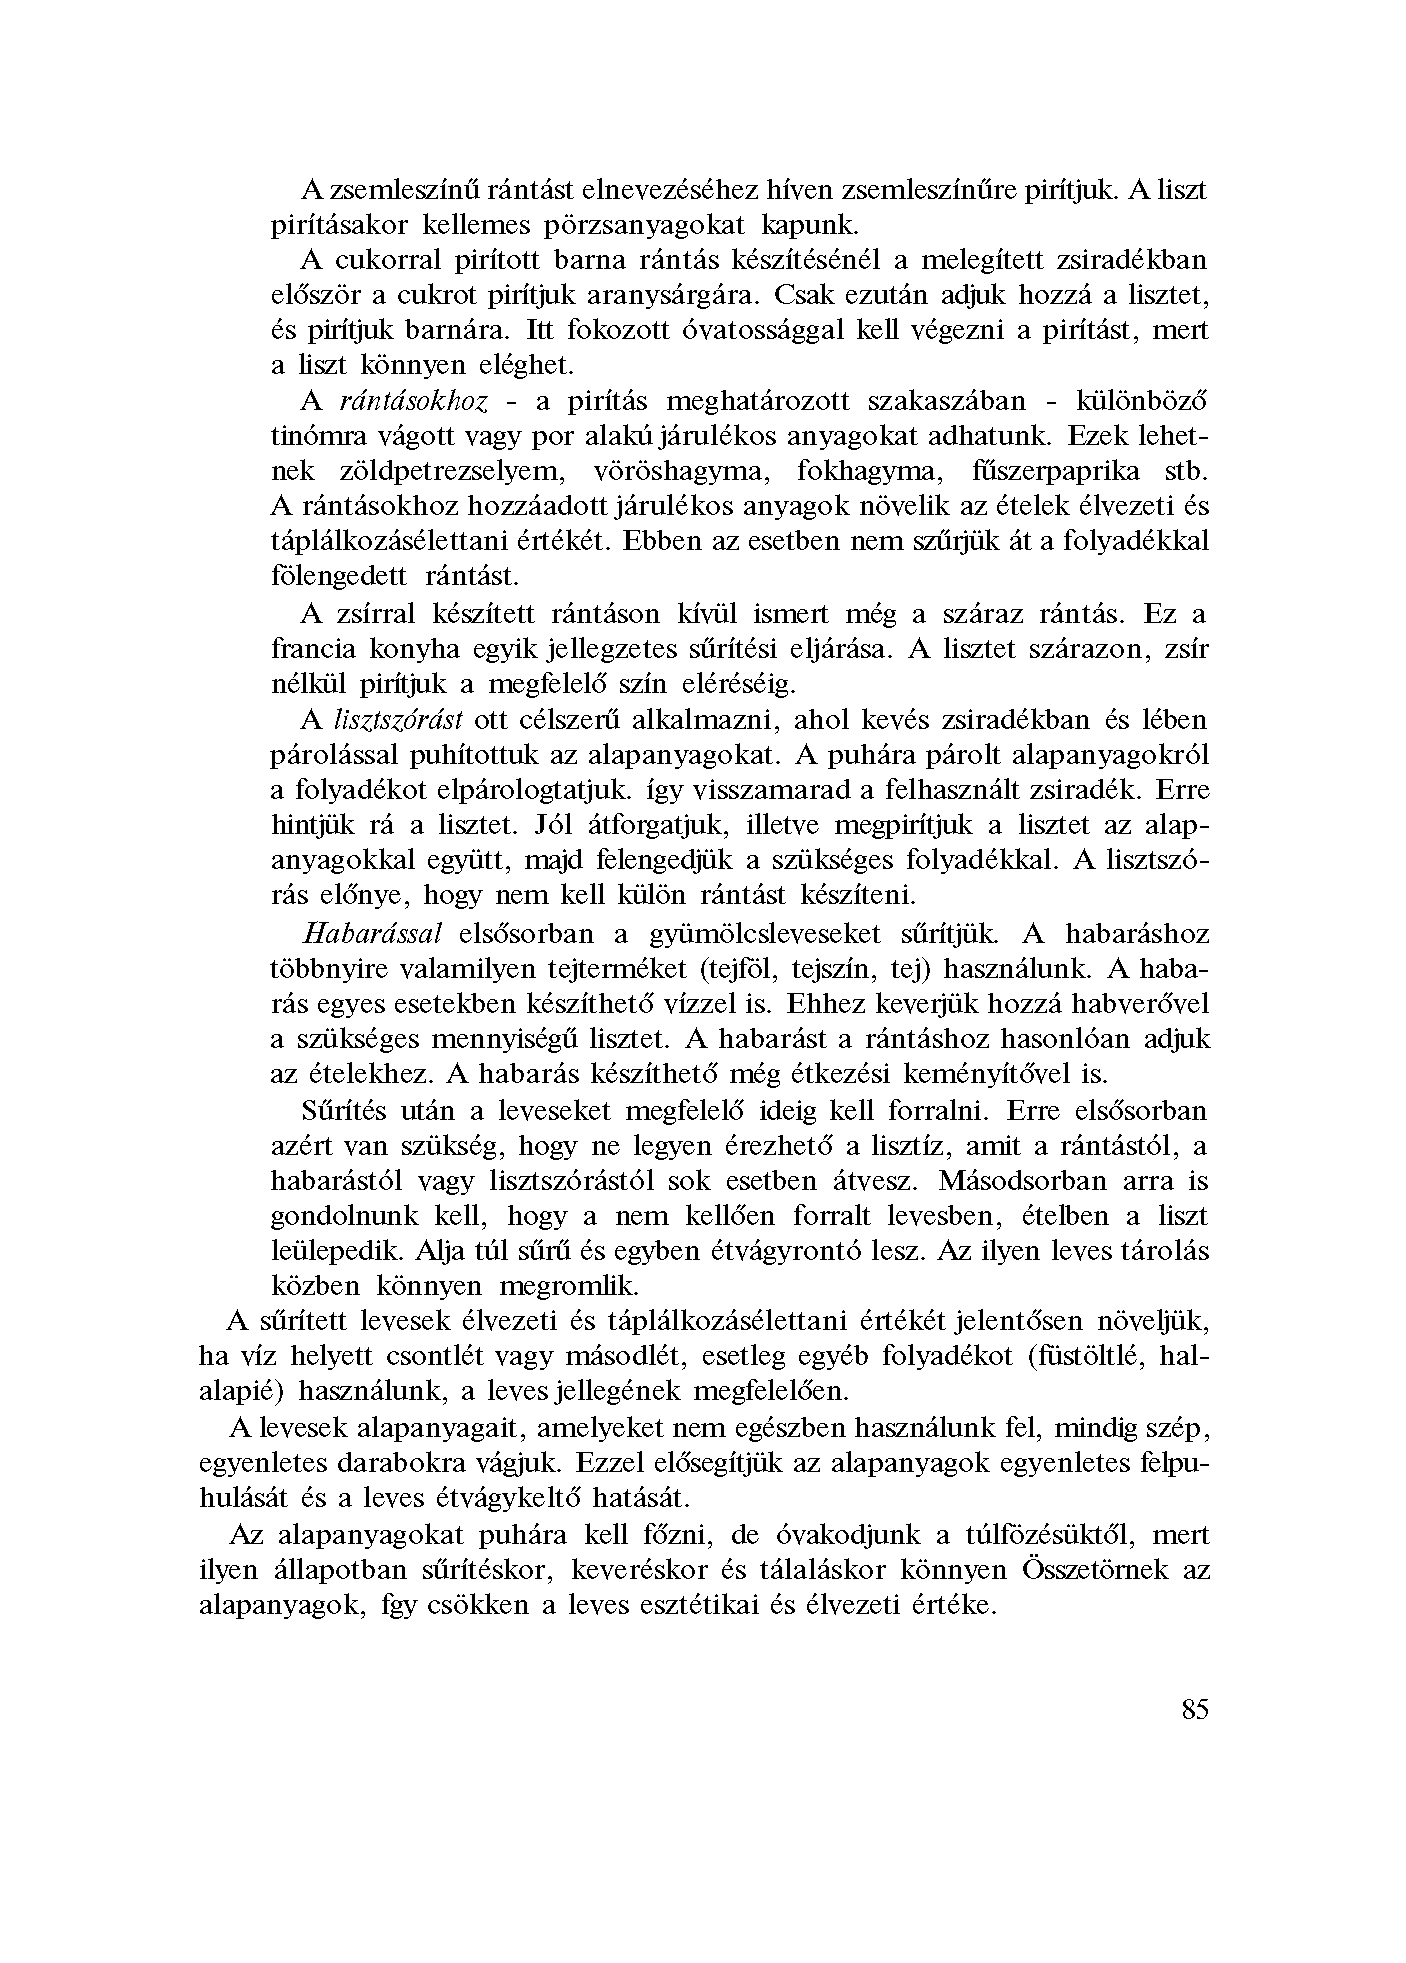 A zsemleszínű rántást elnevezéséhez híven zsemleszínűre pirítjuk. A liszt
pirításakor kellemes pörzsanyagokat kapunk.
A cukorral pirított barna rántás készítésénél a melegített zsiradékban
először a cukrot pirítjuk aranysárgára. Csak ezután adjuk hozzá a lisztet,
és pirítjuk barnára. Itt fokozott óvatossággal kell végezni a pirítást, mert
a liszt könnyen eléghet.
A rántásokhoz - a pirítás meghatározott szakaszában - különböző
tinómra vágott vagy por alakú járulékos anyagokat adhatunk. Ezek lehet-
nek zöldpetrezselyem, vöröshagyma, fokhagyma, fűszerpaprika stb.
A rántásokhoz hozzáadott járulékos anyagok növelik az ételek élvezeti és
táplálkozásélettani értékét. Ebben az esetben nem szűrjük át a folyadékkal
fölengedett rántást.
A zsírral készített rántáson kívül ismert még a száraz rántás. Ez a
francia konyha egyik jellegzetes sűrítési eljárása. A lisztet szárazon, zsír
nélkül pirítjuk a megfelelő szín eléréséig.
A lisztszórást ott célszerű alkalmazni, ahol kevés zsiradékban és lében
párolással puhítottuk az alapanyagokat. A puhára párolt alapanyagokról
a folyadékot elpárologtatjuk. így visszamarad a felhasznált zsiradék. Erre
hintjük rá a lisztet. Jól átforgatjuk, illetve megpirítjuk a lisztet az alap-
anyagokkal együtt, majd felengedjük a szükséges folyadékkal. A lisztszó-
rás előnye, hogy nem kell külön rántást készíteni.
Habarással elsősorban a gyümölcsleveseket sűrítjük. A habaráshoz
többnyire valamilyen tejterméket (tejföl, tejszín, tej) használunk. A haba-
rás egyes esetekben készíthető vízzel is. Ehhez keverjük hozzá habverővel
a szükséges mennyiségű lisztet. A habarást a rántáshoz hasonlóan adjuk
az ételekhez. A habarás készíthető még étkezési keményítővel is.
Sűrítés után a leveseket megfelelő ideig kell forralni. Erre elsősorban
azért van szükség, hogy ne legyen érezhető a lisztíz, amit a rántástól, a
habarástól vagy lisztszórástól sok esetben átvesz. Másodsorban arra is
gondolnunk kell, hogy a nem kellően forralt levesben, ételben a liszt
leülepedik. Alja túl sűrű és egyben étvágyrontó lesz. Az ilyen leves tárolás
közben könnyen megromlik.
A sűrített levesek élvezeti és táplálkozásélettani értékét jelentősen növeljük,
ha víz helyett csontlét vagy másodlét, esetleg egyéb folyadékot (füstöltlé, hal-
alapié) használunk, a leves jellegének megfelelően.
A levesek alapanyagait, amelyeket nem egészben használunk fel, mindig szép,
egyenletes darabokra vágjuk. Ezzel elősegítjük az alapanyagok egyenletes felpu-
hulását és a leves étvágykeltő hatását.
Az alapanyagokat puhára kell főzni, de óvakodjunk a túlfözésüktől, mert
ilyen állapotban sűrítéskor, keveréskor és tálaláskor könnyen Összetörnek az
alapanyagok, fgy csökken a leves esztétikai és élvezeti értéke.
85